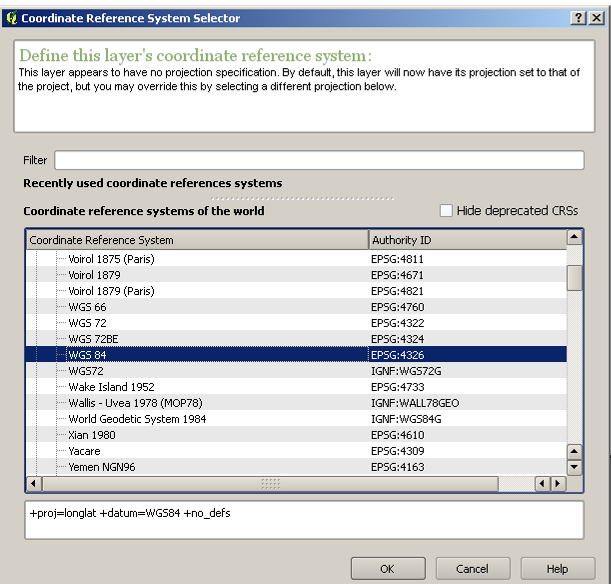 Coordinate Reference System Selector
Define this layer's coordinate reference system:
This layer appears to have no projection specification. By default, this layer will now have its projection set to that of
the project, but you may override this by selecting a different projection below.
Filter
Recently used coordinate references systems
Coordinate reference systems of the world
Hide deprecated CRSs
Coordinate Reference System Authority ID
Voirol 1875 (Paris) EPSG:4811
Voirol 1879 EPSG:4671
Voirol 1879 (Paris) EPSG:4821
WGS 66 EPSG:4760
WGS 72 EPSG:4322
WGS 72BE EPSG:4324
WGS 84 EPSG:4326
WGS72 IGNF:WGS72G
Wake Island 1952 EPSG:4733
Wallis - Uvea 1978 (MOP78) IGNF:WALL78GEO
World Geodetic System 1984 IGNF:WGS84G
Xian 1980 EPSG:4610
Yacare EPSG:4309
Yemen NGN96 EPSG:4163
+proj=longlat +datum=WGS84 +no_defs
OK Cancel Help